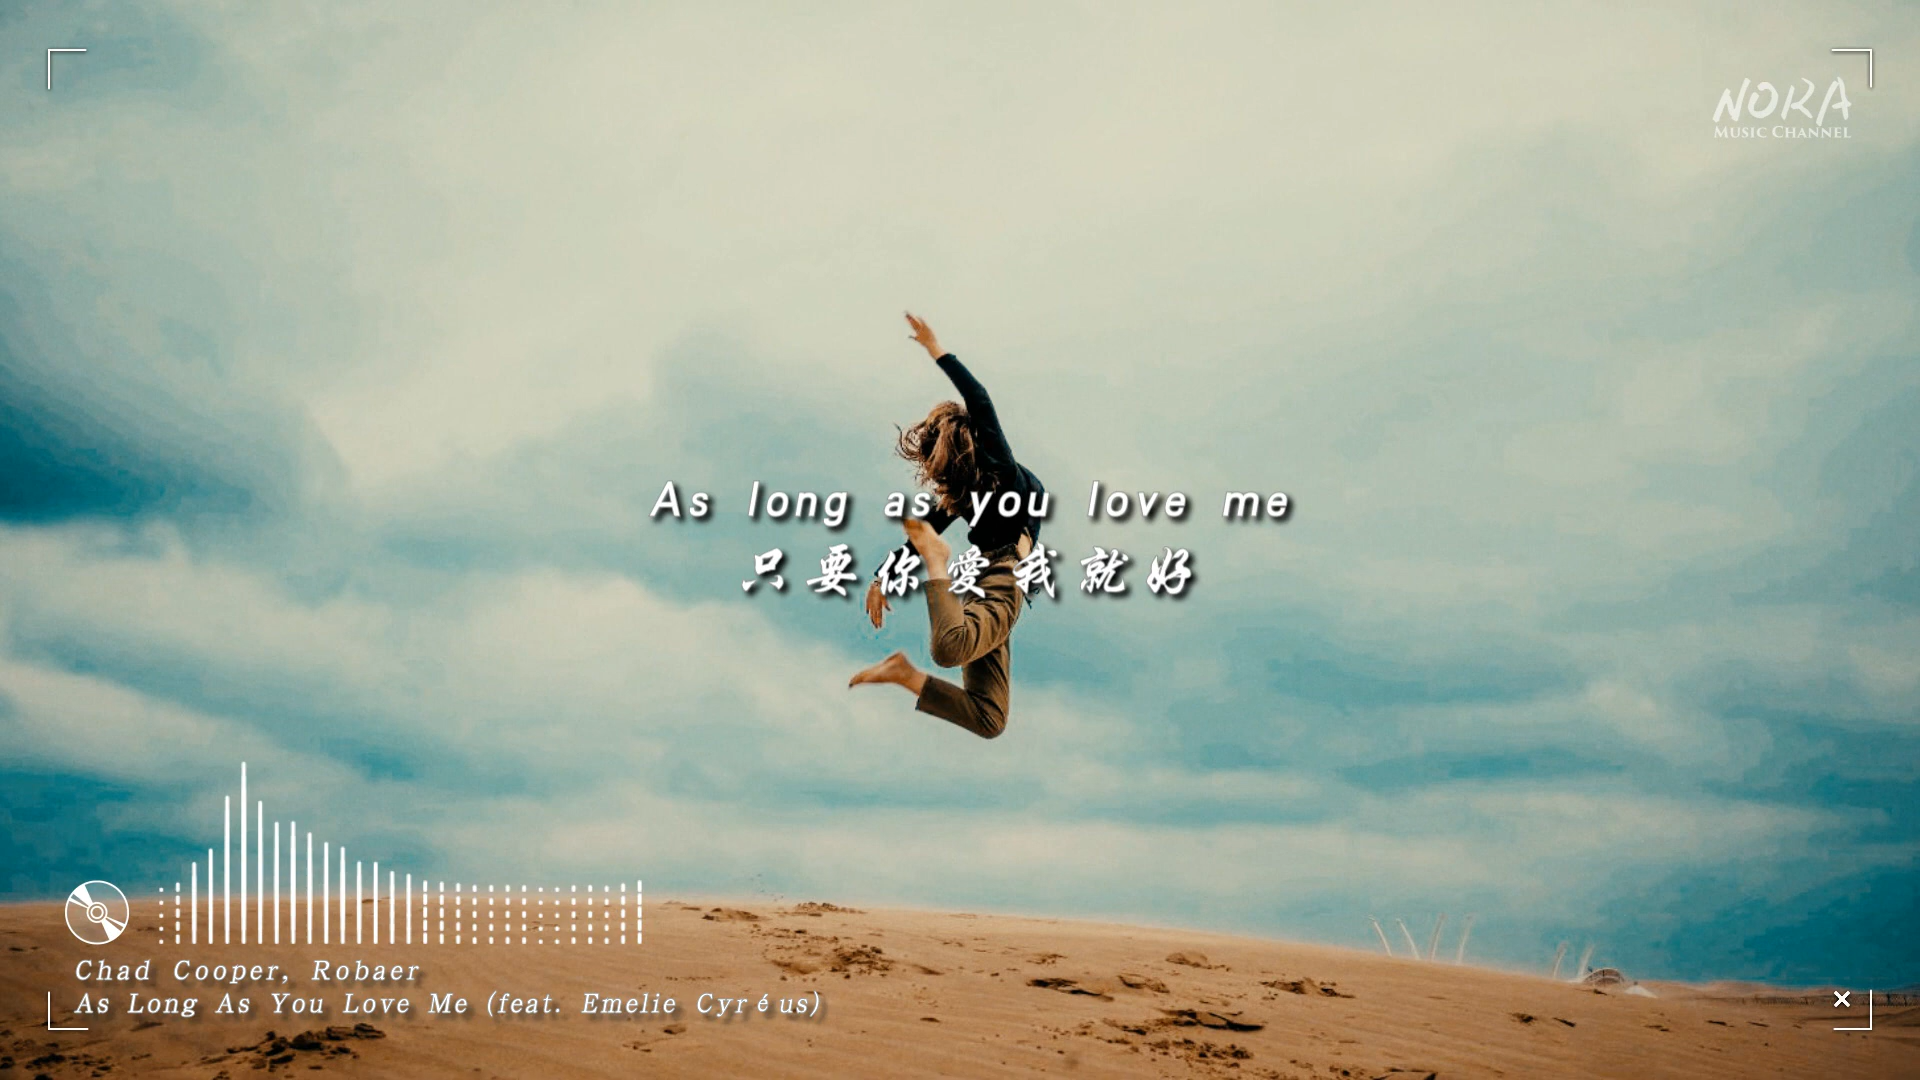 NORA
MUSIC CHANNEL
As long as you love me
只要你愛我就好
Chad Cooper, Robaer
As Long As You Love Me (feat. Emelie Cyréus)